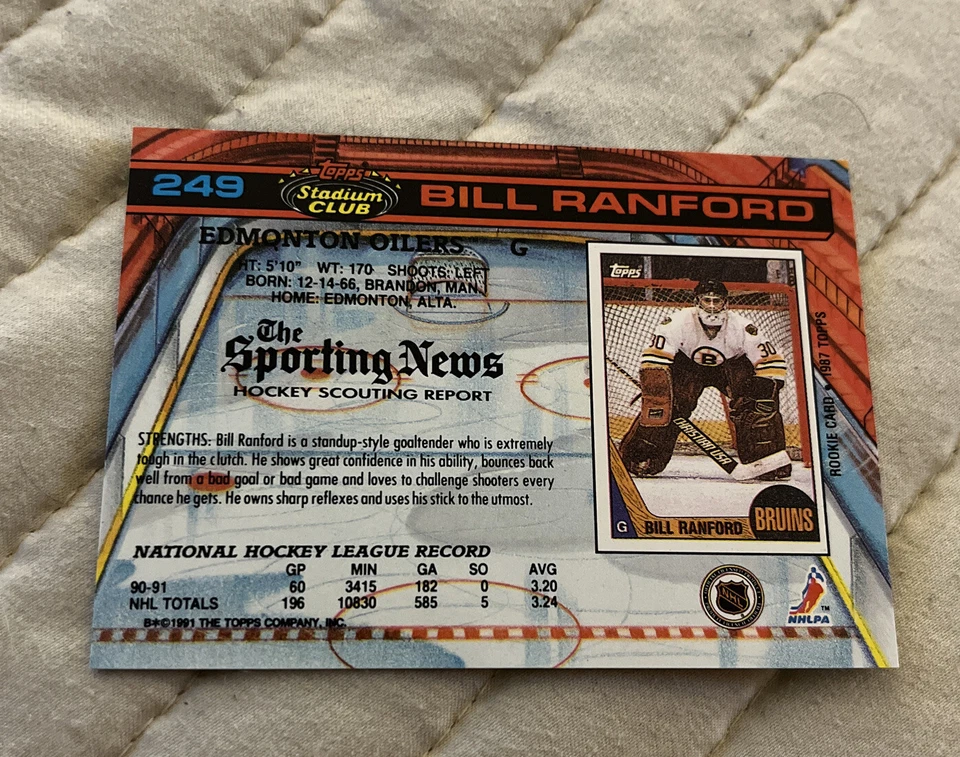 249
Topps
Stadium
CLUB
BILL RANFORD
EDMONTON OILERS G
HT: 5'10" WT: 170 SHOOTS: LEFT
BORN: 12-14-66, BRANDON, MAN.
HOME: EDMONTON, ALTA.
The
Sporting News
HOCKEY SCOUTING REPORT
STRENGTHS: Bill Ranford is a standup-style goaltender who is extremely
tough in the clutch. He shows great confidence in his ability, bounces back
well from a bad goal or bad game and loves to challenge shooters every
chance he gets. He owns sharp reflexes and uses his stick to the utmost.
NATIONAL HOCKEY LEAGUE RECORD
GP MIN GA SO AVG
90-91 60 3415 182 0 3.20
NHL TOTALS 196 10830 585 5 3.24
B*©1991 THE TOPPS COMPANY, INC.
Topps
30 30
B
CHRISTIAN USA
G BILL RANFORD BRUINS
ROOKIE CARD • 1987 TOPPS
NHL
NHLPA
TM